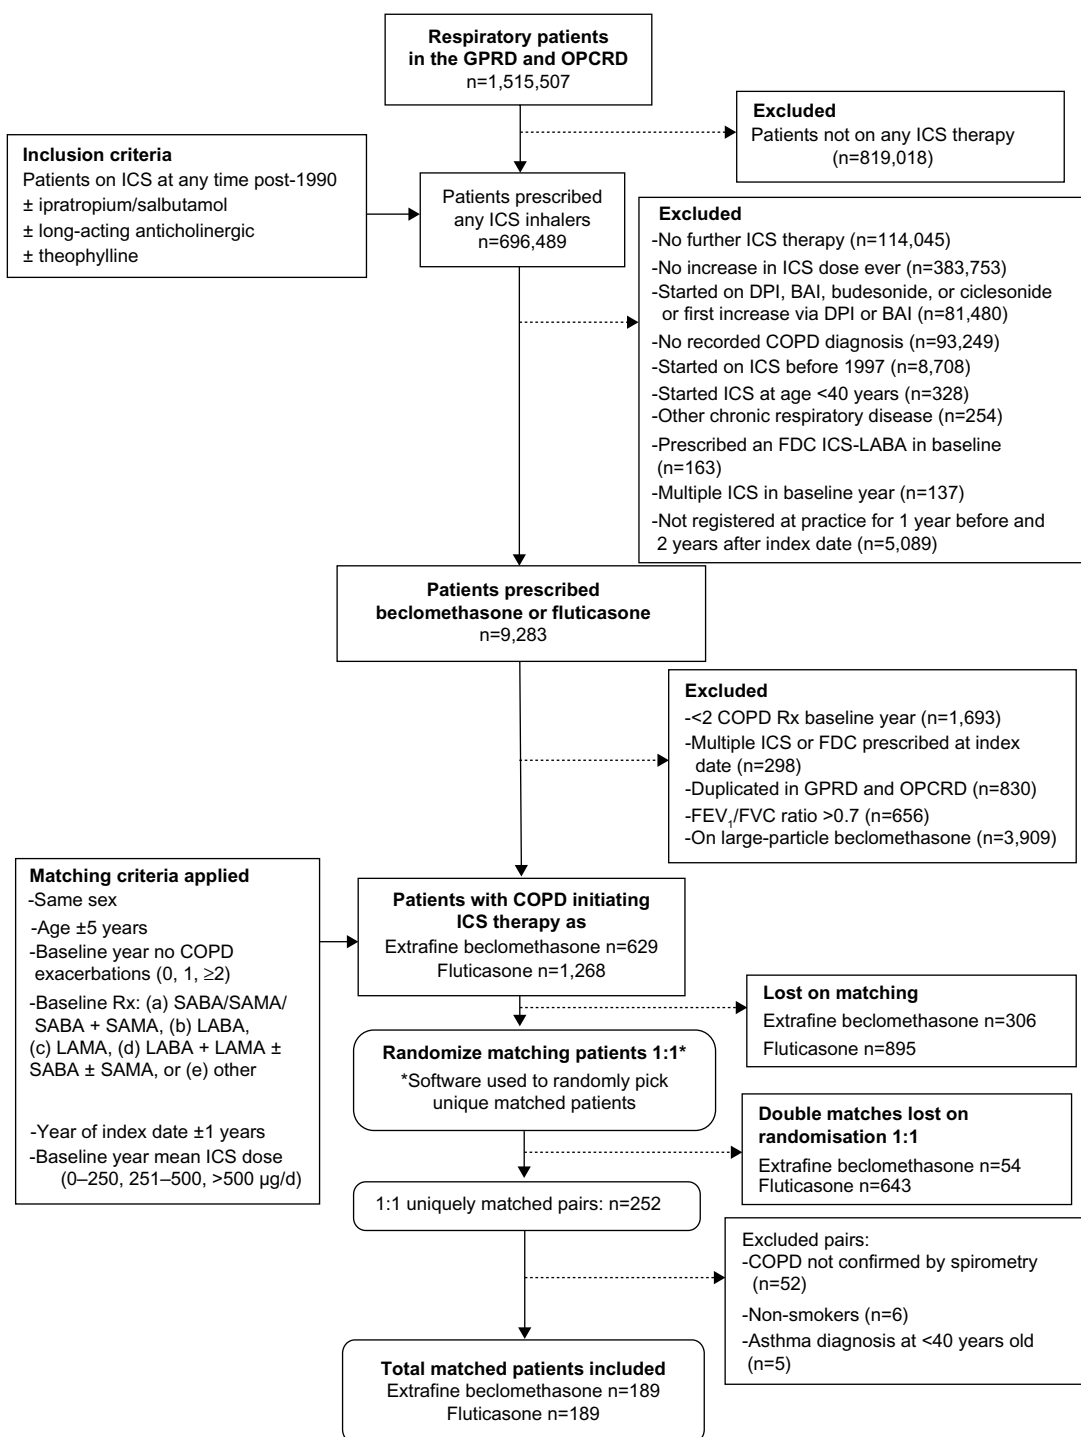 Respiratory patients
in the GPRD and OPCRD
n=1,515,507
Excluded
Patients not on any ICS therapy
(n=819,018)
Inclusion criteria
Patients on ICS at any time post-1990
± ipratropium/salbutamol
± long-acting anticholinergic
± theophylline
Patients prescribed
any ICS inhalers
n=696,489
Excluded
-No further ICS therapy (n=114,045)
-No increase in ICS dose ever (n=383,753)
-Started on DPI, BAI, budesonide, or ciclesonide
or first increase via DPI or BAI (n=81,480)
-No recorded COPD diagnosis (n=93,249)
-Started on ICS before 1997 (n=8,708)
-Started ICS at age <40 years (n=328)
-Other chronic respiratory disease (n=254)
-Prescribed an FDC ICS-LABA in baseline
(n=163)
-Multiple ICS in baseline year (n=137)
-Not registered at practice for 1 year before and
2 years after index date (n=5,089)
Patients prescribed
beclomethasone or fluticasone
n=9,283
Excluded
-<2 COPD Rx baseline year (n=1,693)
-Multiple ICS or FDC prescribed at index
date (n=298)
-Duplicated in GPRD and OPCRD (n=830)
-FEV₁/FVC ratio >0.7 (n=656)
-On large-particle beclomethasone (n=3,909)
Matching criteria applied
-Same sex
-Age ±5 years
-Baseline year no COPD
exacerbations (0, 1, ≥2)
-Baseline Rx: (a) SABA/SAMA/
SABA + SAMA, (b) LABA,
(c) LAMA, (d) LABA + LAMA ±
SABA ± SAMA, or (e) other
-Year of index date ±1 years
-Baseline year mean ICS dose
(0–250, 251–500, >500 µg/d)
Patients with COPD initiating
ICS therapy as
Extrafine beclomethasone n=629
Fluticasone n=1,268
Lost on matching
Extrafine beclomethasone n=306
Fluticasone n=895
Randomize matching patients 1:1*
*Software used to randomly pick
unique matched patients
Double matches lost on
randomisation 1:1
Extrafine beclomethasone n=54
Fluticasone n=643
1:1 uniquely matched pairs: n=252
Excluded pairs:
-COPD not confirmed by spirometry
(n=52)
-Non-smokers (n=6)
-Asthma diagnosis at <40 years old
(n=5)
Total matched patients included
Extrafine beclomethasone n=189
Fluticasone n=189